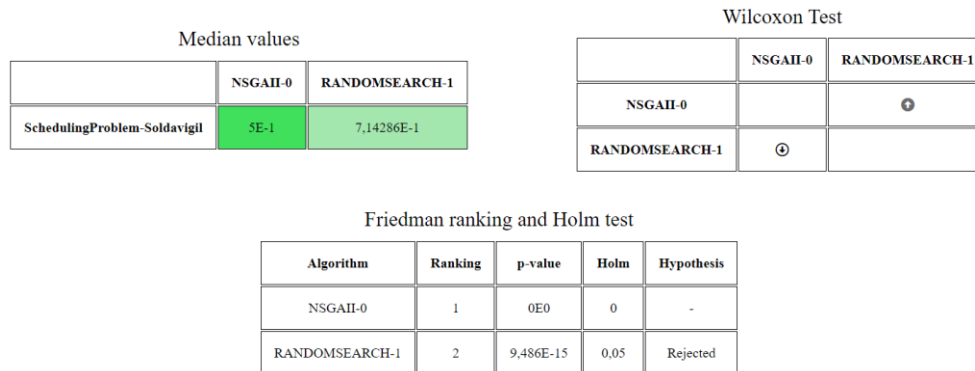 Median values
NSGAII-0 RANDOMSEARCH-1
SchedulingProblem-Soldavigil 5E-1 7,14286E-1
Wilcoxon Test
NSGAII-0 RANDOMSEARCH-1
NSGAII-0
RANDOMSEARCH-1
Friedman ranking and Holm test
Algorithm Ranking p-value Holm Hypothesis
NSGAII-0 1 0E0 0 -
RANDOMSEARCH-1 2 9,486E-15 0,05 Rejected